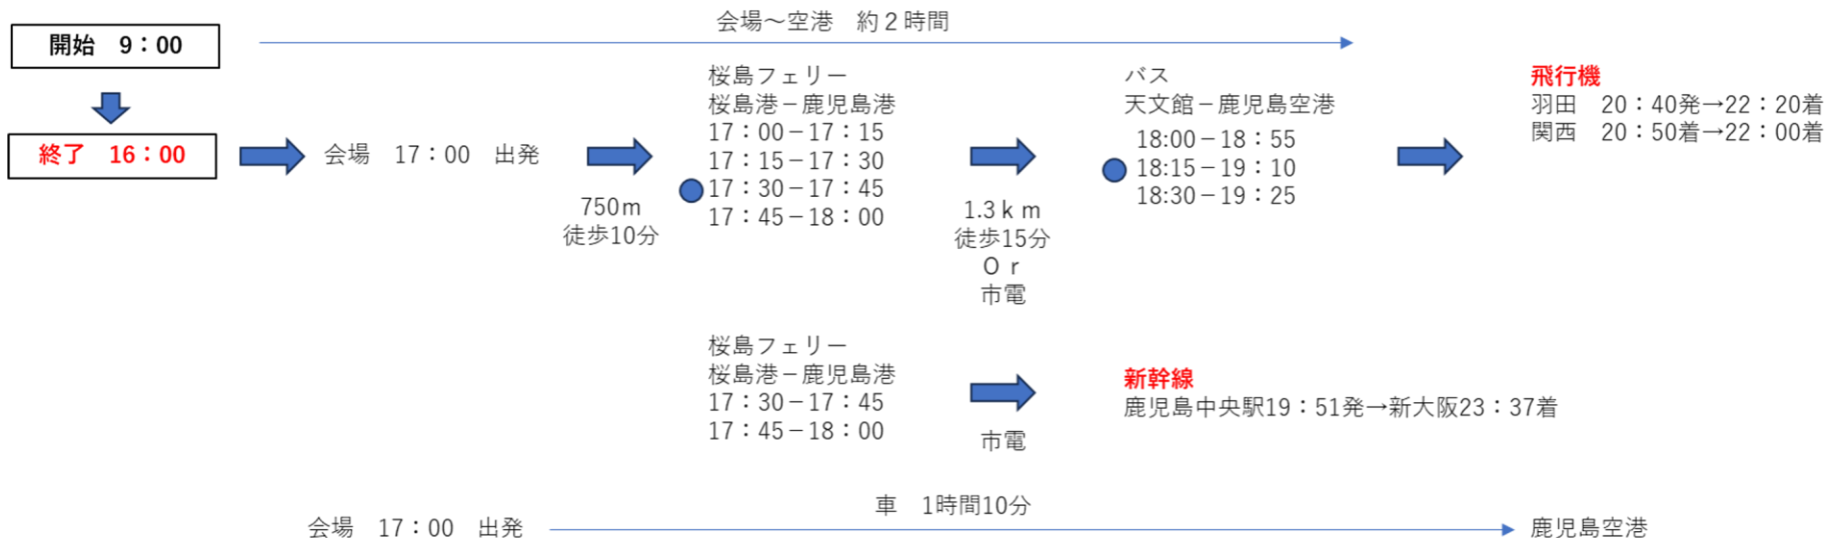 会場～空港　約２時間
開始　9：00
終了　16：00
会場　17：00　出発
750ｍ
徒歩10分
桜島フェリー
桜島港－鹿児島港
17：00－17：15
17：15－17：30
17：30－17：45
17：45－18：00
1.3ｋｍ
徒歩15分
Ｏｒ
市電
バス
天文館－鹿児島空港
18:00－18：55
18:15－19：10
18:30－19：25
飛行機
羽田　20：40発→22：20着
関西　20：50着→22：00着
桜島フェリー
桜島港－鹿児島港
17：30－17：45
17：45－18：00
市電
新幹線
鹿児島中央駅19：51発→新大阪23：37着
車　1時間10分
会場　17：00　出発
鹿児島空港